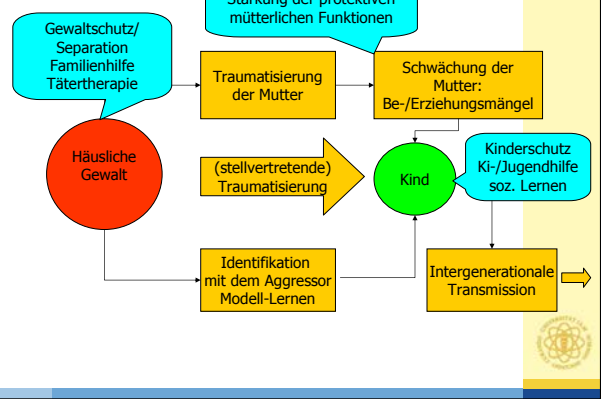 Stärkung der protektiven
mütterlichen Funktionen
Gewaltschutz/
Separation
Familienhilfe
Tätertherapie
Traumatisierung
der Mutter
Schwächung der
Mutter:
Be-/Erziehungsmängel
Häusliche
Gewalt
(stellvertretende)
Traumatisierung
Kind
Kinderschutz
Ki-/Jugendhilfe
soz. Lernen
Identifikation
mit dem Aggressor
Modell-Lernen
Intergenerationale
Transmission